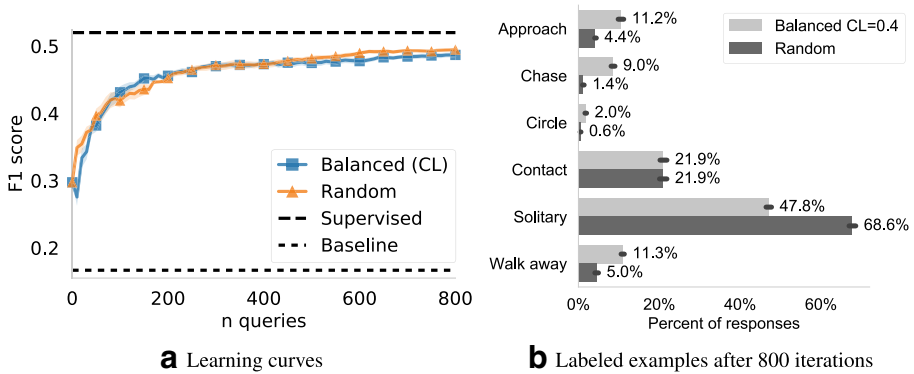 0.5
0.4
0.3
0.2
F1 score
Balanced (CL)
Random
Supervised
Baseline
0 200 400 600 800
n queries
a Learning curves
Balanced CL=0.4
Random
Approach 11.2%
4.4%
Chase 9.0%
1.4%
Circle 2.0%
0.6%
Contact 21.9%
21.9%
Solitary 47.8%
68.6%
Walk away 11.3%
5.0%
0% 20% 40% 60%
Percent of responses
b Labeled examples after 800 iterations